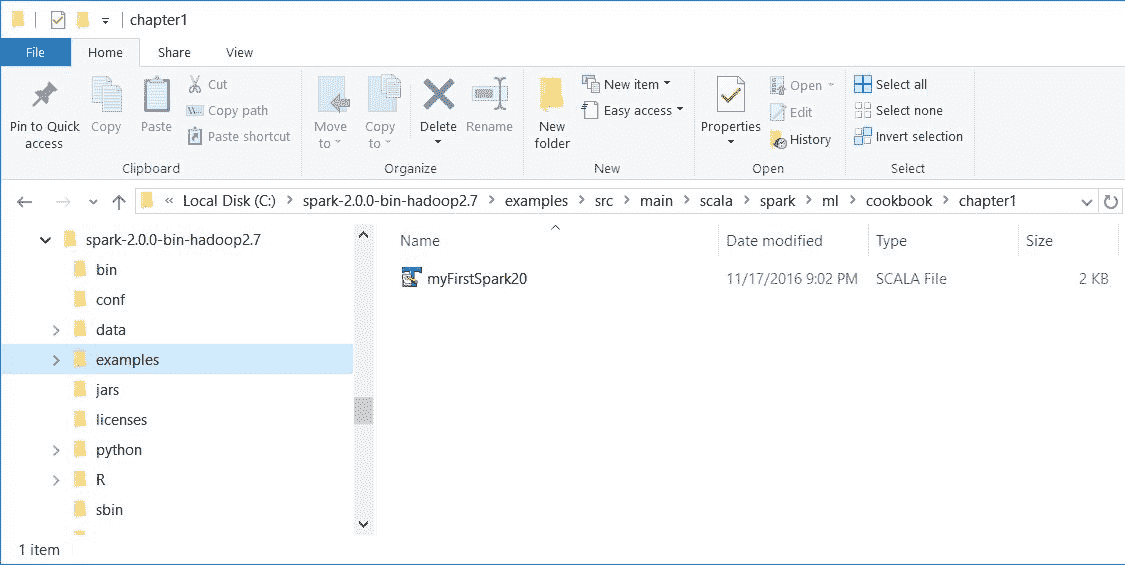 chapter1
File Home Share View
Pin to Quick access
Copy
Paste
Cut
Copy path
Paste shortcut
Clipboard
Move to
Copy to
Delete
Rename
Organize
New folder
New item
Easy access
New
Properties
Open
Edit
History
Open
Select all
Select none
Invert selection
Select
« Local Disk (C:) > spark-2.0.0-bin-hadoop2.7 > examples > src > main > scala > spark > ml > cookbook > chapter1
spark-2.0.0-bin-hadoop2.7
bin
conf
data
examples
jars
licenses
python
R
sbin
Name Date modified Type Size
myFirstSpark20 11/17/2016 9:02 PM SCALA File 2 KB
1 item